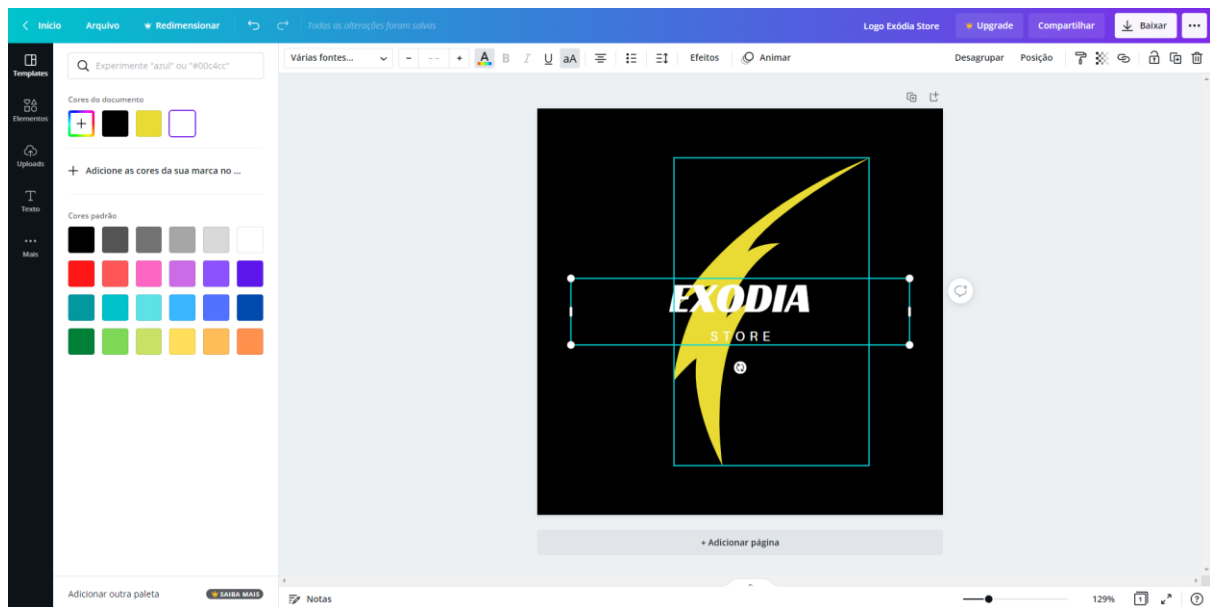 Início Arquivo Redimensionar Todas as alterações foram salvas Logo Exódia Store Upgrade Compartilhar Baixar
Templates
Elementos
Uploads
Texto
Mais
Experimente "azul" ou "#00c4cc"
Cores do documento
+ Adicione as cores da sua marca no ...
Cores padrão
Adicionar outra paleta SAIBA MAIS
Várias fontes... - -- + A B I U aA Efeitos Animar Desagrupar Posição
EXODIA
STORE
+ Adicionar página
Notas 129% 1 ?